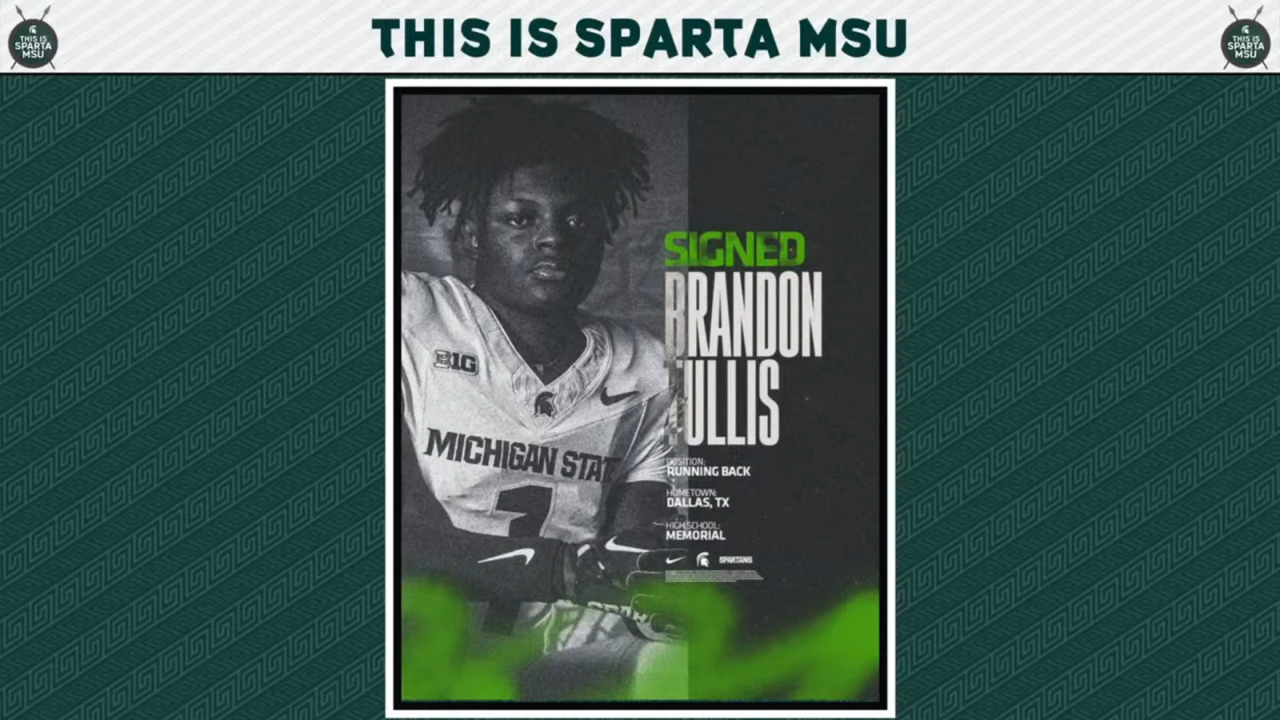 THIS IS SPARTA MSU
THIS IS
SPARTA
MSU
THIS IS
SPARTA
MSU
SIGNED
BRANDON
TULLIS
B1G
MICHIGAN STATE
POSITION:
RUNNING BACK
HOMETOWN:
DALLAS, TX
HIGH SCHOOL:
MEMORIAL
SPARTANS